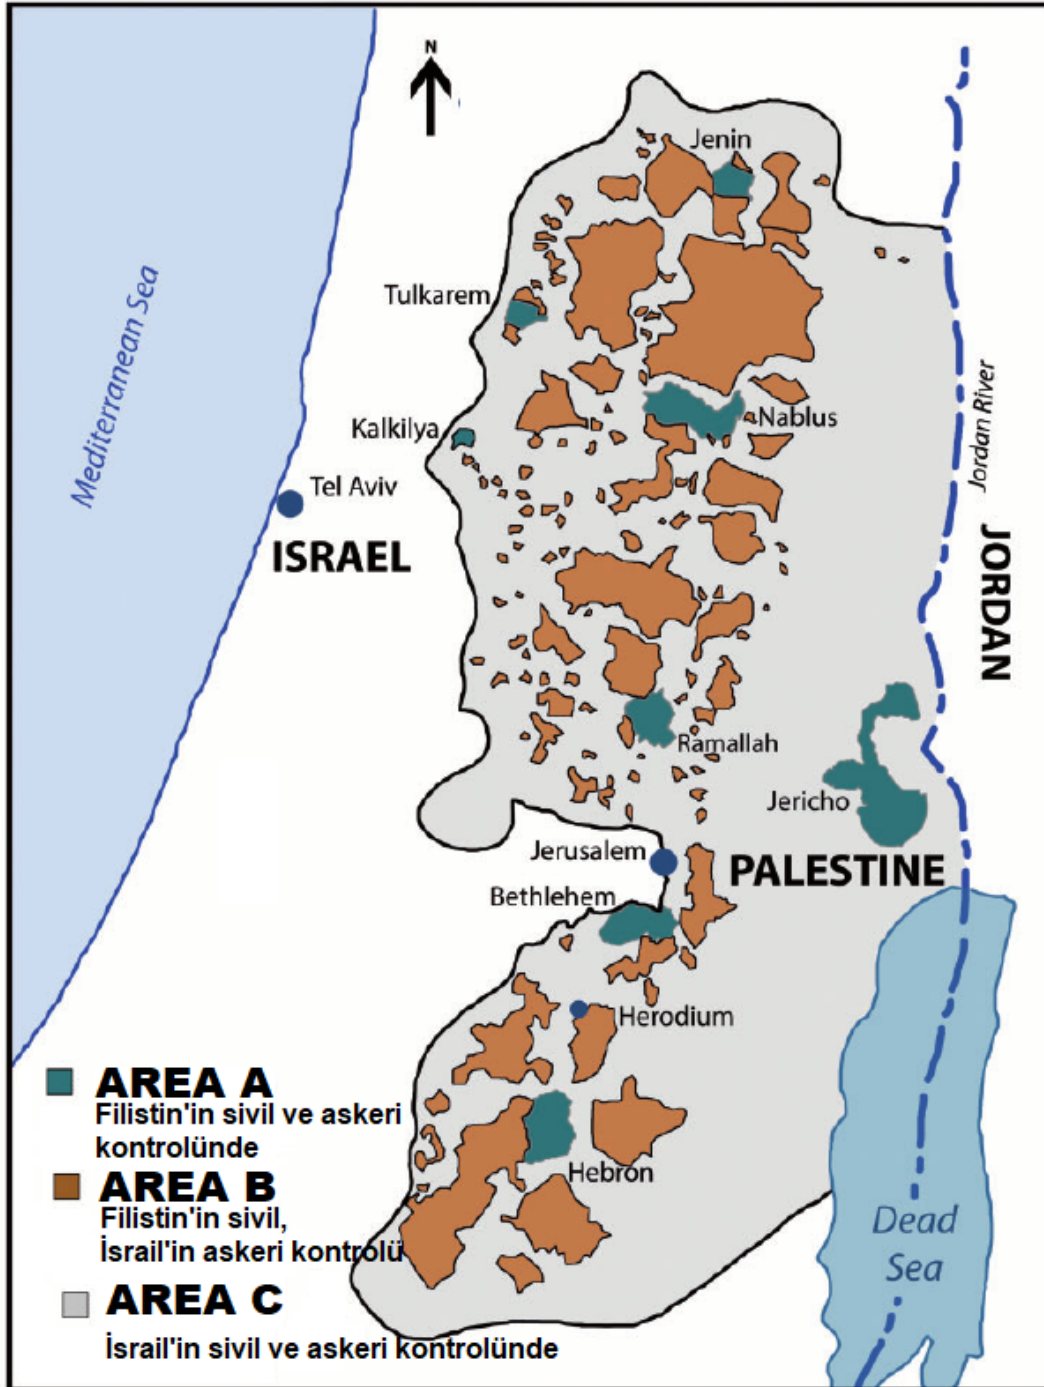 N
Jenin
Tulkarem
Mediterranean Sea
Nablus
Kalkilya
Jordan River
Tel Aviv
ISRAEL
JORDAN
Ramallah
Jericho
Jerusalem
PALESTINE
Bethlehem
Herodium
AREA A
Filistin'in sivil ve askeri
kontrolünde
Hebron
AREA B
Filistin'in sivil,
İsrail'in askeri kontrolü
Dead
Sea
AREA C
İsrail'in sivil ve askeri kontrolünde